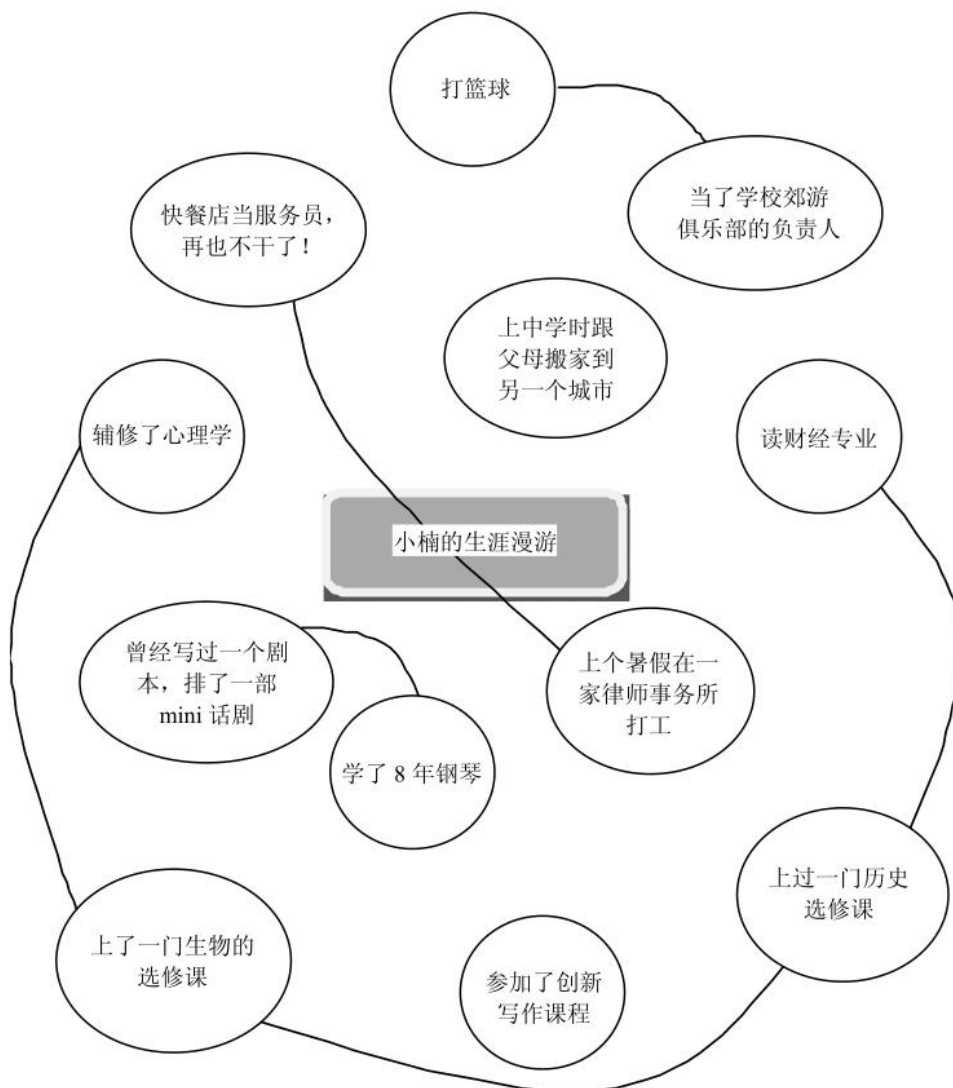 打篮球
快餐店当服务员，
再也不干了！
当了学校郊游
俱乐部的负责人
上中学时跟
父母搬家到
另一个城市
辅修了心理学
读财经专业
小楠的生涯漫游
曾经写过一个剧
本，排了一部
mini 话剧
上个暑假在一
家律师事务所
打工
学了 8 年钢琴
上过一门历史
选修课
上了一门生物的
选修课
参加了创新
写作课程